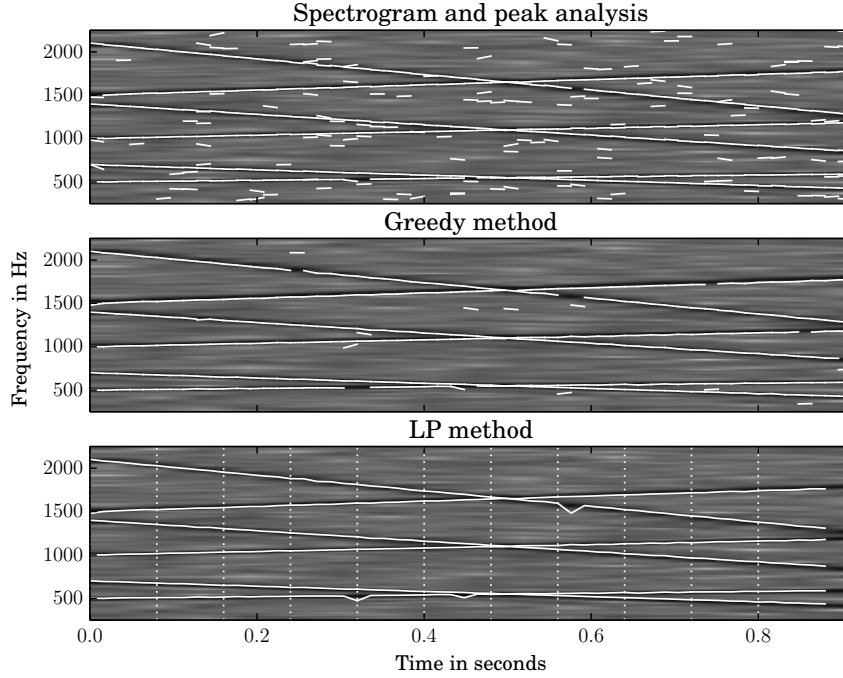 Spectrogram and peak analysis
2000
1500
1000
500
Greedy method
2000
1500
1000
500
Frequency in Hz
LP method
2000
1500
1000
500
0.0 0.2 0.4 0.6 0.8
Time in seconds